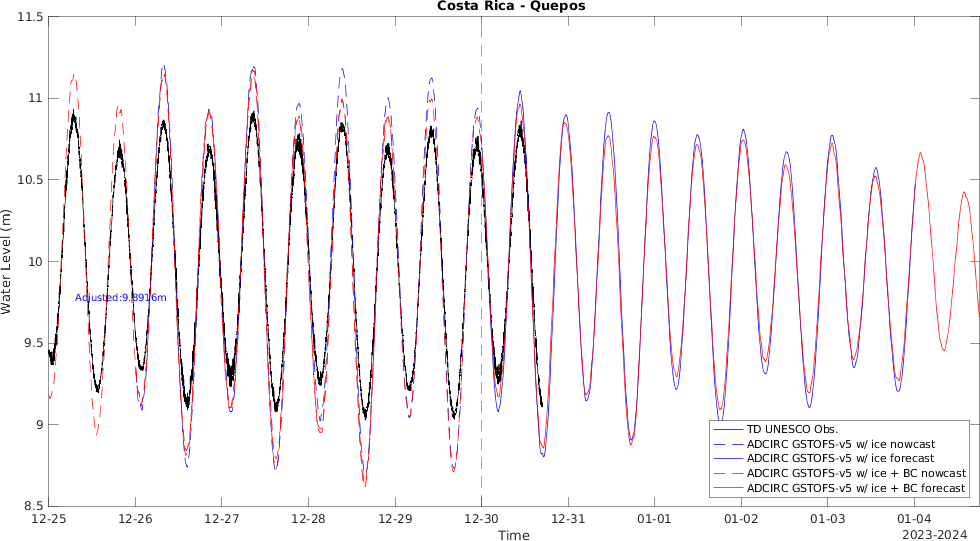 Costa Rica - Quepos
11.5
11
10.5
10
9.5
9
8.5
Water Level (m)
Adjusted:9.8916m
TD UNESCO Obs.
ADCIRC GSTOFS-v5 w/ ice nowcast
ADCIRC GSTOFS-v5 w/ ice forecast
ADCIRC GSTOFS-v5 w/ ice + BC nowcast
ADCIRC GSTOFS-v5 w/ ice + BC forecast
12-25 12-26 12-27 12-28 12-29 12-30 12-31 01-01 01-02 01-03 01-04
Time
2023-2024